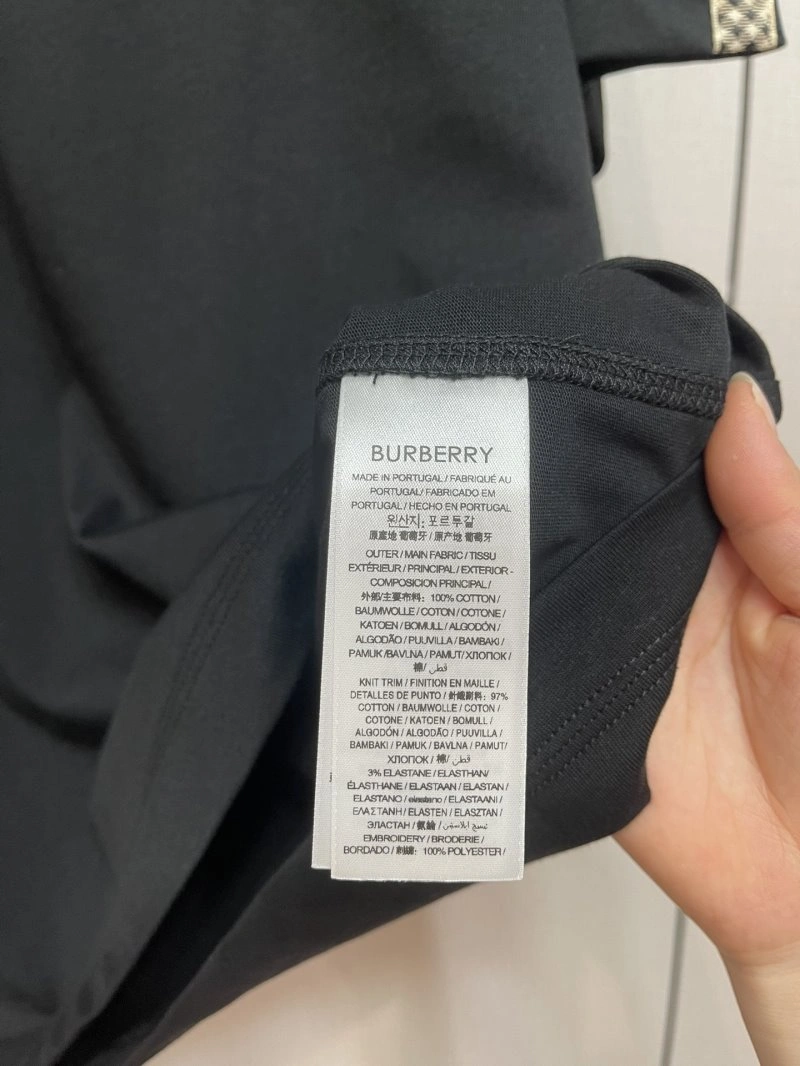 BURBERRY
MADE IN PORTUGAL / FABRIQUÉ AU
PORTUGAL/ FABRICADO EM
PORTUGAL / HECHO EN PORTUGAL
원산지: 포르투갈
原產地 葡萄牙 / 原产地 葡萄牙
OUTER / MAIN FABRIC / TISSU
EXTÉRIEUR / PRINCIPAL / EXTERIOR -
COMPOSICION PRINCIPAL /
外部/主要布料: 100% COTTON /
BAUMWOLLE / COTON / COTONE /
KATOEN / BOMULL / ALGODÓN /
ALGODÃO / PUUVILLA / BAMBAKI /
PAMUK /BAVLNA / PAMUT/ ХЛОПОК /
棉/ قطن /
KNIT TRIM / FINITION EN MAILLE /
DETALLES DE PUNTO / 針織副料: 97%
COTTON / BAUMWOLLE / COTON /
COTONE / KATOEN / BOMULL /
ALGODÓN / ALGODÃO / PUUVILLA /
BAMBAKI / PAMUK / BAVLNA / PAMUT/
ХЛОПОК / 棉/ قطن /
3% ELASTANE / ELASTHAN/
ÉLASTHANE / ELASTAAN / ELASTAN /
ELASTANO / elastano / ELASTAANI /
ΕΛΑΣΤΑΝΗ/ ELASTEN / ELASZTAN /
ЭЛАСТАН / /
EMBROIDERY / BRODERIE /
BORDADO / 刺繡: 100% POLYESTER /